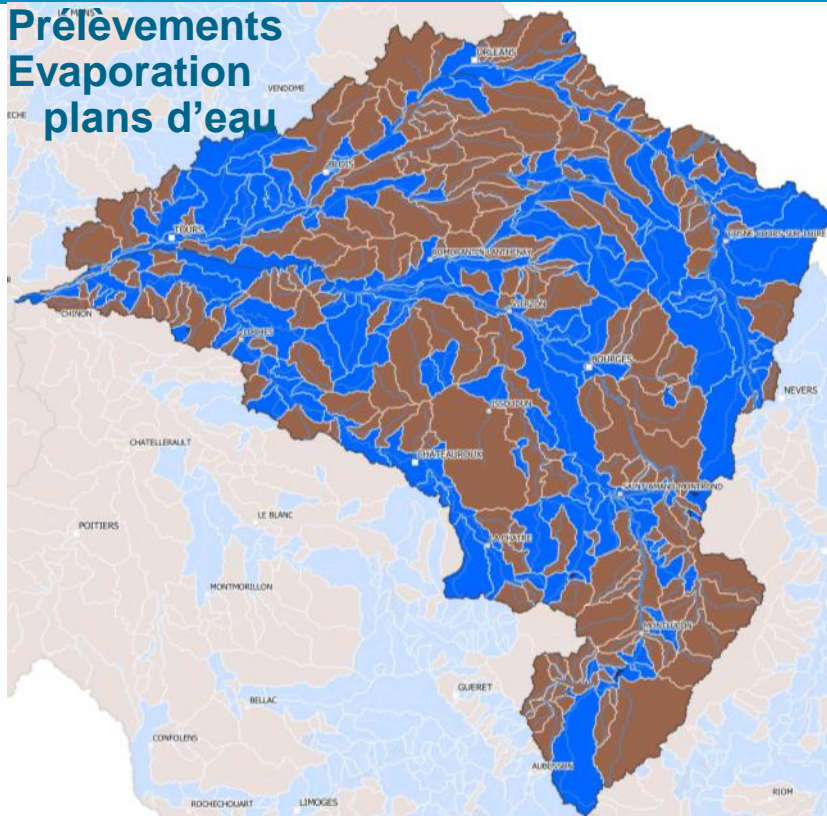 Prélèvements
Evaporation
plans d'eau
LE MANS
ORLEANS
VENDOME
BLOIS
TOURS
COSNE-COURS-SUR-LOIRE
ROMORANTIN-LANTHENAY
CHINON
VIERZON
LOCHES
BOURGES
NEVERS
ISSOUDUN
CHATELLERAULT
CHATEAUROUX
SAINT-AMAND-MONTROND
LE BLANC
POITIERS
LA CHATRE
MONTMORILLON
MONTLUCON
GUERET
BELLAC
CONFOLENS
AUBUSSON
RIOM
ROCHECHOUART
LIMOGES